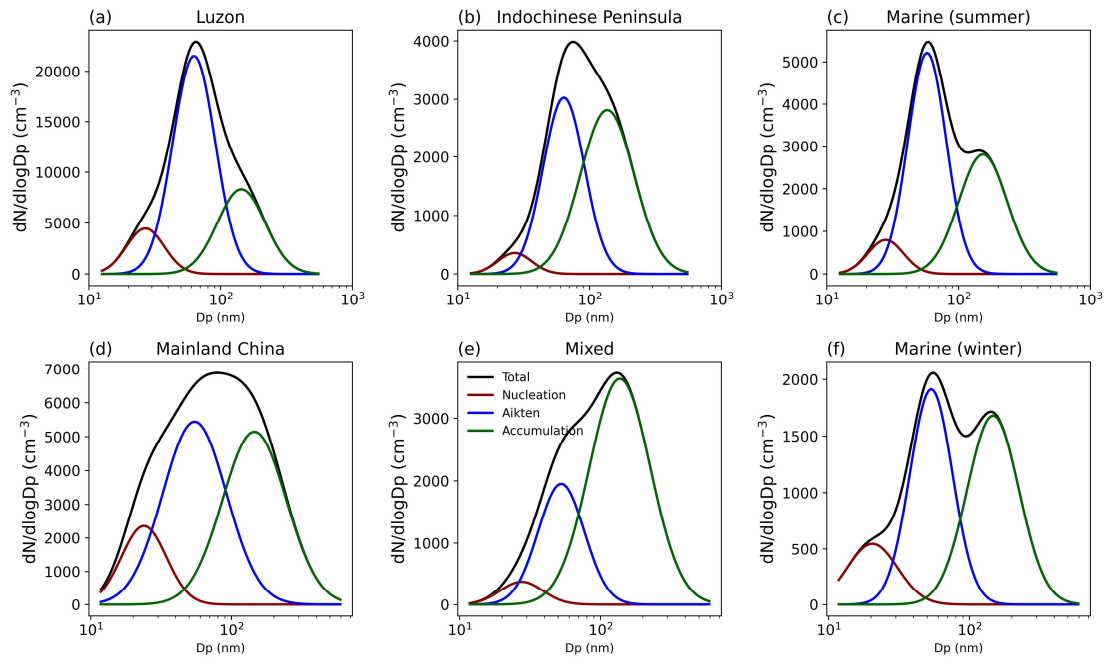 (a) Luzon
dN/dlogDp (cm⁻³)
20000
15000
10000
5000
0
10¹ 10² 10³
Dp (nm)
(b) Indochinese Peninsula
dN/dlogDp (cm⁻³)
4000
3000
2000
1000
0
10¹ 10² 10³
Dp (nm)
(c) Marine (summer)
dN/dlogDp (cm⁻³)
5000
4000
3000
2000
1000
0
10¹ 10² 10³
Dp (nm)
(d) Mainland China
dN/dlogDp (cm⁻³)
7000
6000
5000
4000
3000
2000
1000
0
10¹ 10²
Dp (nm)
(e) Mixed
dN/dlogDp (cm⁻³)
3000
2000
1000
0
Total
Nucleation
Aikten
Accumulation
10¹ 10²
Dp (nm)
(f) Marine (winter)
dN/dlogDp (cm⁻³)
2000
1500
1000
500
0
10¹ 10²
Dp (nm)